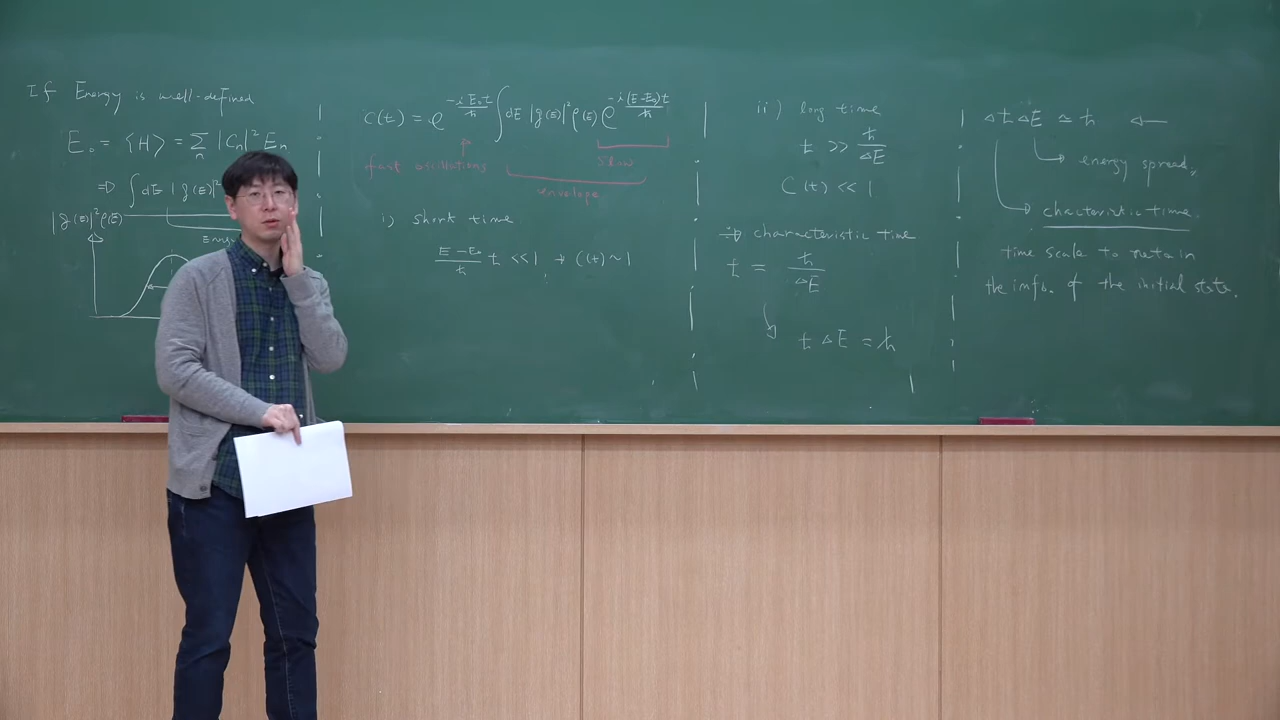 If Energy is well-defined
E₀ = ⟨H⟩ = Σₙ |Cₙ|² Eₙ
⇒ ∫dE |g(E)|²
|g(E)|²ρ(E)
C(t) = e^{-iE₀t/ħ} ∫dE |g(E)|² ρ(E) e^{-i(E-E₀)t/ħ}
fast oscillations
slow
envelope
i) short time.
(E-E₀)/ħ t << 1, → C(t) ~ 1
ii) long time
t >> ħ/ΔE
C(t) << 1
characteristic time
t = ħ/ΔE
t ΔE = ħ
Δt ΔE ≃ ħ ←
energy spread,
chacteristic time.
time scale to retain
the info. of the initial state.